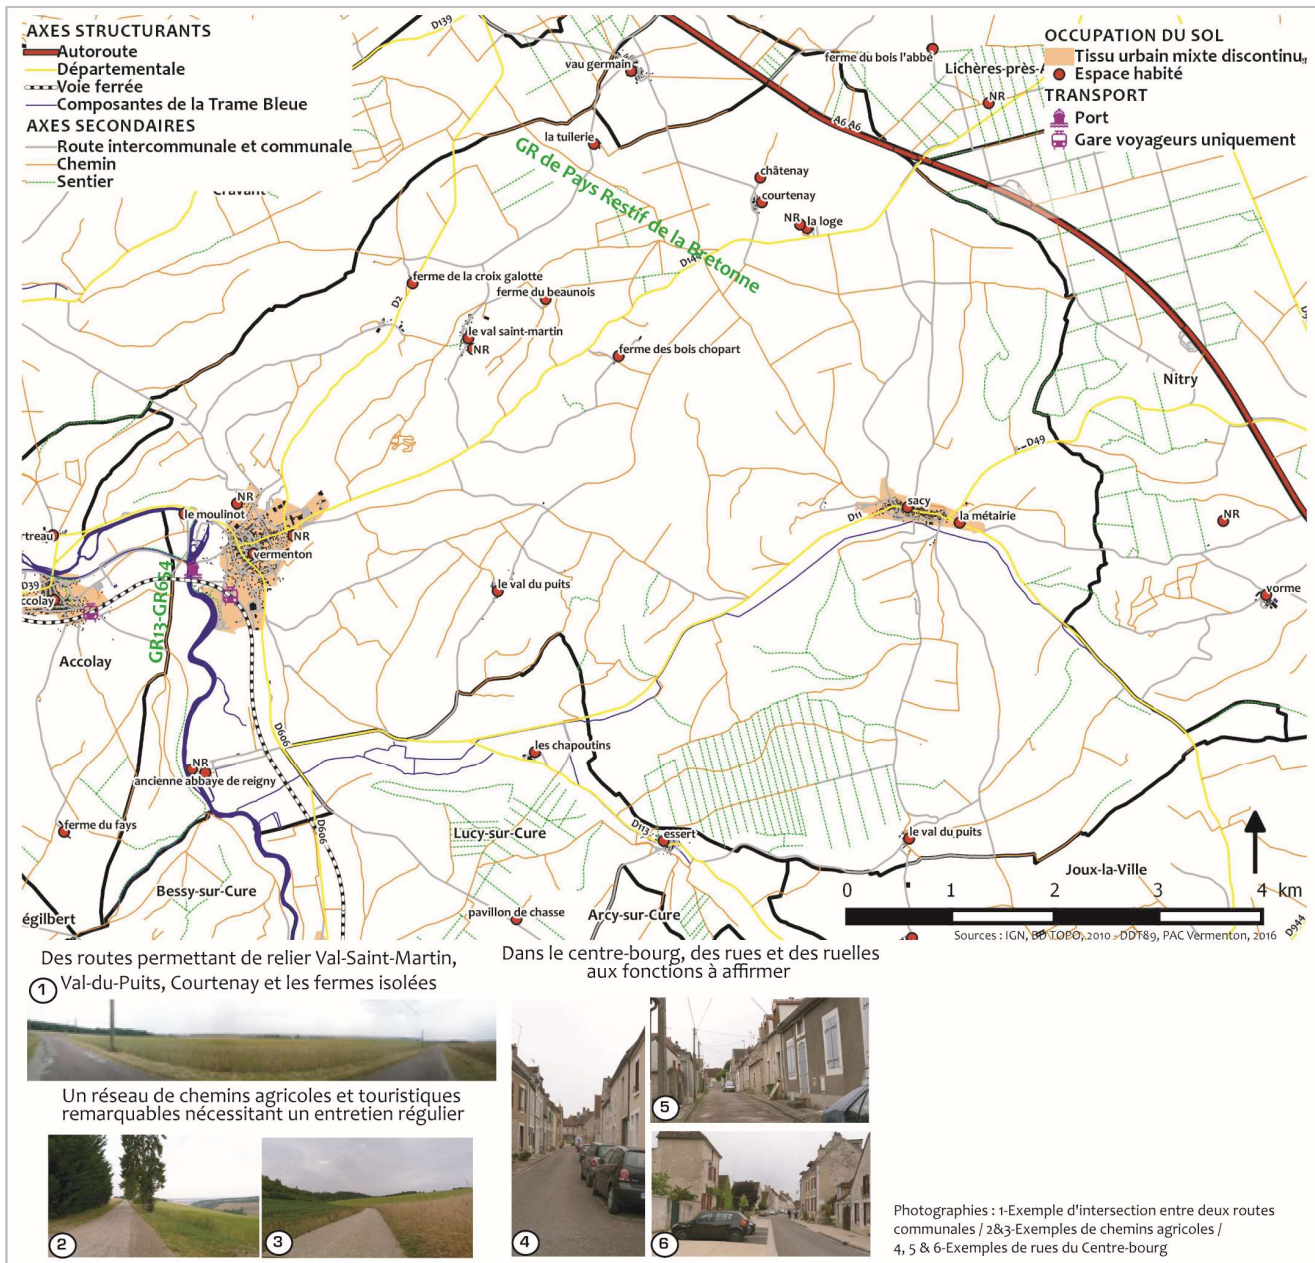 AXES STRUCTURANTS
Autoroute
Départementale
Voie ferrée
Composantes de la Trame Bleue
AXES SECONDAIRES
Route intercommunale et communale
Chemin
Sentier
OCCUPATION DU SOL
Tissu urbain mixte discontinu
Espace habité
TRANSPORT
Port
Gare voyageurs uniquement
D139
vau germain
ferme du bois l'abbé
Lichères-près-
NR
A6 A6
la tuilerie
GR de Pays Restif de la Bretonne
châtenay
courtenay
NR
la loge
ferme de la croix galotte
D2
ferme du beaunois
le val saint-martin
NR
ferme des bois chopart
Nitry
D49
NR
le moulinot
NR
vermenton
rtreau
D39
ccolay
Accolay
GR13-GR654
sacy
D11
la métairie
NR
vorme
le val du puits
D606
les chapoutins
NR
ancienne abbaye de reigny
D606
ferme du fays
Lucy-sur-Cure
D113
essert
le val du puits
Joux-la-Ville
Bessy-sur-Cure
égilbert
pavillon de chasse
Arcy-sur-Cure
0 1 2 3 4 km
D944
Sources : IGN, BD TOPO, 2010 - DDT89, PAC Vermenton, 2016
Des routes permettant de relier Val-Saint-Martin,
Val-du-Puits, Courtenay et les fermes isolées
1
Un réseau de chemins agricoles et touristiques
remarquables nécessitant un entretien régulier
2
3
Dans le centre-bourg, des rues et des ruelles
aux fonctions à affirmer
4
5
6
Photographies : 1-Exemple d'intersection entre deux routes
communales / 2&3-Exemples de chemins agricoles /
4, 5 & 6-Exemples de rues du Centre-bourg